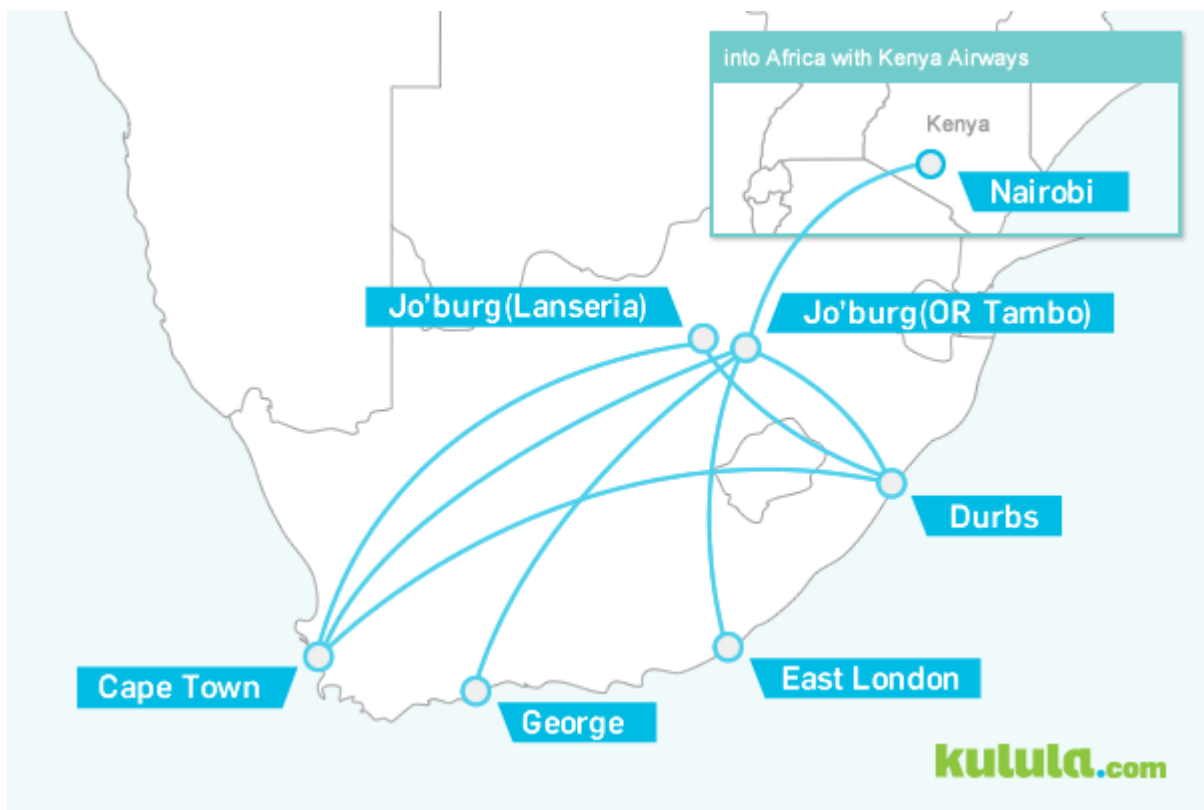 into Africa with Kenya Airways
Kenya
Nairobi
Jo'burg(Lanseria)
Jo'burg(OR Tambo)
Durbs
East London
Cape Town
George
kulula.com